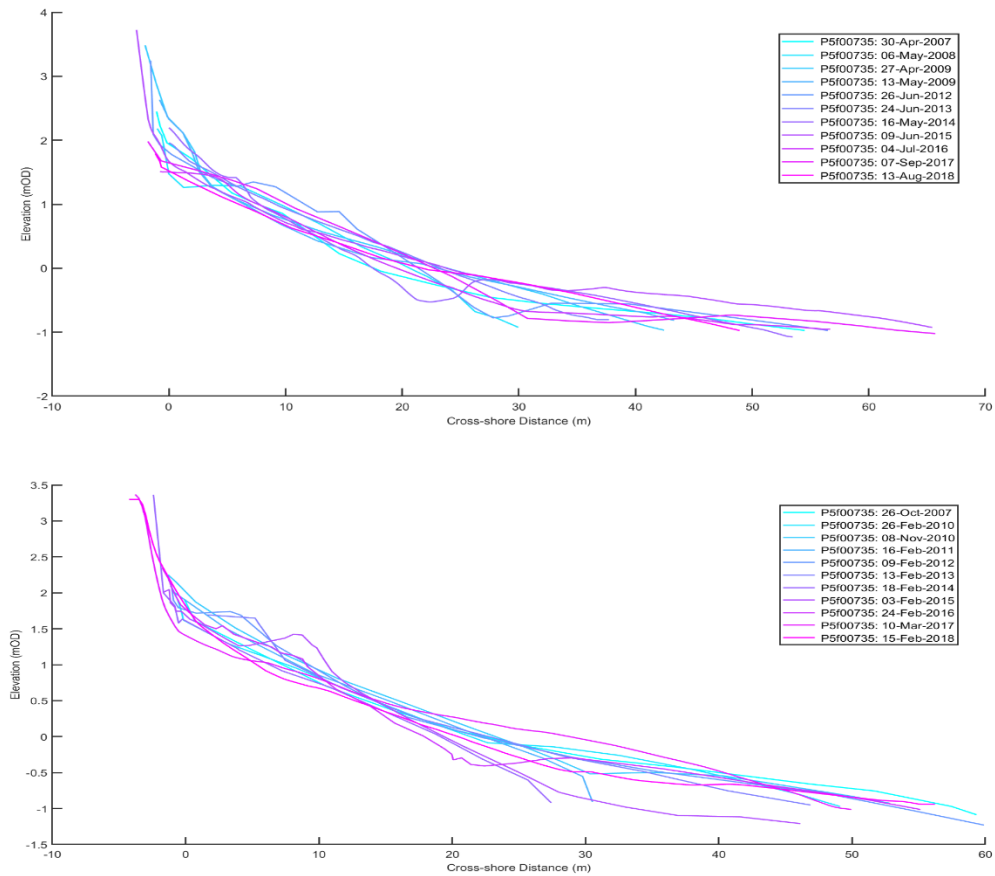 4
3
2
1
0
-1
-2
Elevation (mOD)
-10 0 10 20 30 40 50 60 70
Cross-shore Distance (m)
P5f00735: 30-Apr-2007
P5f00735: 06-May-2008
P5f00735: 27-Apr-2009
P5f00735: 13-May-2009
P5f00735: 26-Jun-2012
P5f00735: 24-Jun-2013
P5f00735: 16-May-2014
P5f00735: 09-Jun-2015
P5f00735: 04-Jul-2016
P5f00735: 07-Sep-2017
P5f00735: 13-Aug-2018
3.5
3
2.5
2
1.5
1
0.5
0
-0.5
-1
-1.5
Elevation (mOD)
-10 0 10 20 30 40 50 60
Cross-shore Distance (m)
P5f00735: 26-Oct-2007
P5f00735: 26-Feb-2010
P5f00735: 08-Nov-2010
P5f00735: 16-Feb-2011
P5f00735: 09-Feb-2012
P5f00735: 13-Feb-2013
P5f00735: 18-Feb-2014
P5f00735: 03-Feb-2015
P5f00735: 24-Feb-2016
P5f00735: 10-Mar-2017
P5f00735: 15-Feb-2018